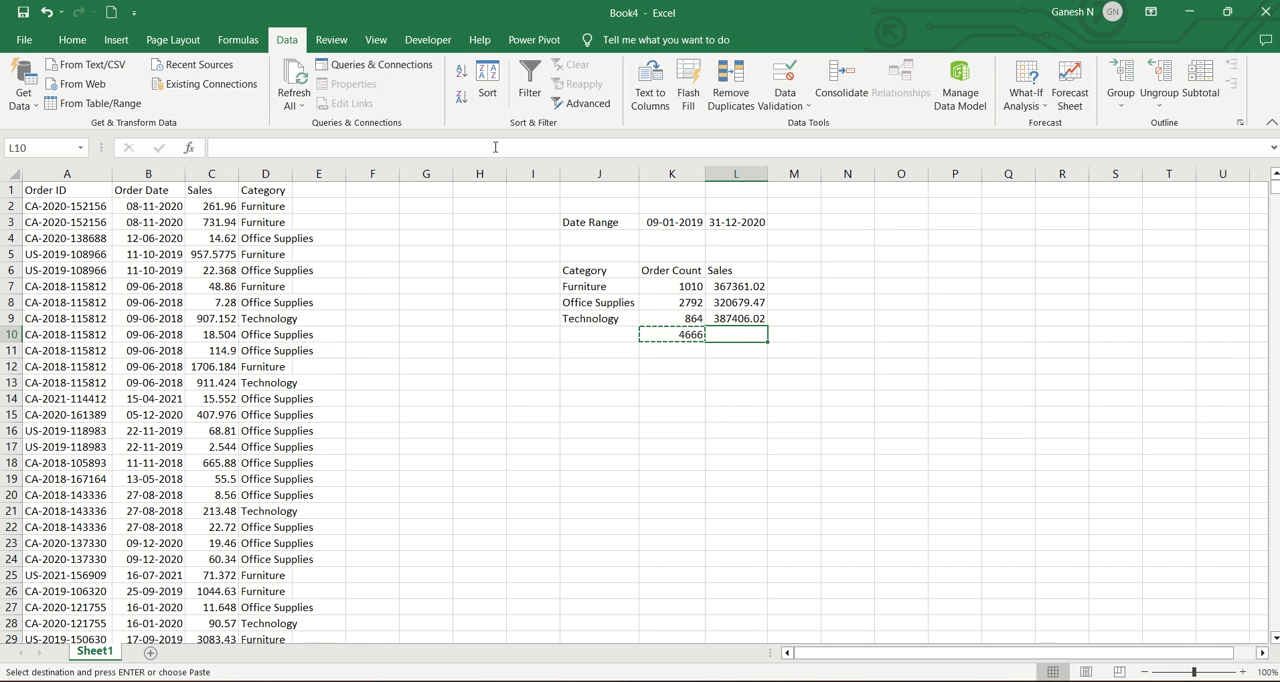 Book4 - Excel
Ganesh N GN
File Home Insert Page Layout Formulas Data Review View Developer Help Power Pivot Tell me what you want to do
Get Data From Text/CSV Recent Sources
From Web Existing Connections
From Table/Range
Refresh All Queries & Connections
Properties
Edit Links
Sort Filter Clear
Reapply
Advanced
Text to Columns Flash Fill Remove Duplicates Data Validation Consolidate Relationships Manage Data Model
What-If Analysis Forecast Sheet Group Ungroup Subtotal
Get & Transform Data Queries & Connections Sort & Filter Data Tools Forecast Outline
L10 fx
A B C D E F G H I J K L M N O P Q R S T U
1 Order ID Order Date Sales Category
2 CA-2020-152156 08-11-2020 261.96 Furniture
3 CA-2020-152156 08-11-2020 731.94 Furniture Date Range 09-01-2019 31-12-2020
4 CA-2020-138688 12-06-2020 14.62 Office Supplies
5 US-2019-108966 11-10-2019 957.5775 Furniture
6 US-2019-108966 11-10-2019 22.368 Office Supplies Category Order Count Sales
7 CA-2018-115812 09-06-2018 48.86 Furniture Furniture 1010 367361.02
8 CA-2018-115812 09-06-2018 7.28 Office Supplies Office Supplies 2792 320679.47
9 CA-2018-115812 09-06-2018 907.152 Technology Technology 864 387406.02
10 CA-2018-115812 09-06-2018 18.504 Office Supplies 4666
11 CA-2018-115812 09-06-2018 114.9 Office Supplies
12 CA-2018-115812 09-06-2018 1706.184 Furniture
13 CA-2018-115812 09-06-2018 911.424 Technology
14 CA-2021-114412 15-04-2021 15.552 Office Supplies
15 CA-2020-161389 05-12-2020 407.976 Office Supplies
16 US-2019-118983 22-11-2019 68.81 Office Supplies
17 US-2019-118983 22-11-2019 2.544 Office Supplies
18 CA-2018-105893 11-11-2018 665.88 Office Supplies
19 CA-2018-167164 13-05-2018 55.5 Office Supplies
20 CA-2018-143336 27-08-2018 8.56 Office Supplies
21 CA-2018-143336 27-08-2018 213.48 Technology
22 CA-2018-143336 27-08-2018 22.72 Office Supplies
23 CA-2020-137330 09-12-2020 19.46 Office Supplies
24 CA-2020-137330 09-12-2020 60.34 Office Supplies
25 US-2021-156909 16-07-2021 71.372 Furniture
26 CA-2019-106320 25-09-2019 1044.63 Furniture
27 CA-2020-121755 16-01-2020 11.648 Office Supplies
28 CA-2020-121755 16-01-2020 90.57 Technology
29 US-2019-150630 17-09-2019 3083.43 Furniture
Sheet1
Select destination and press ENTER or choose Paste 100%